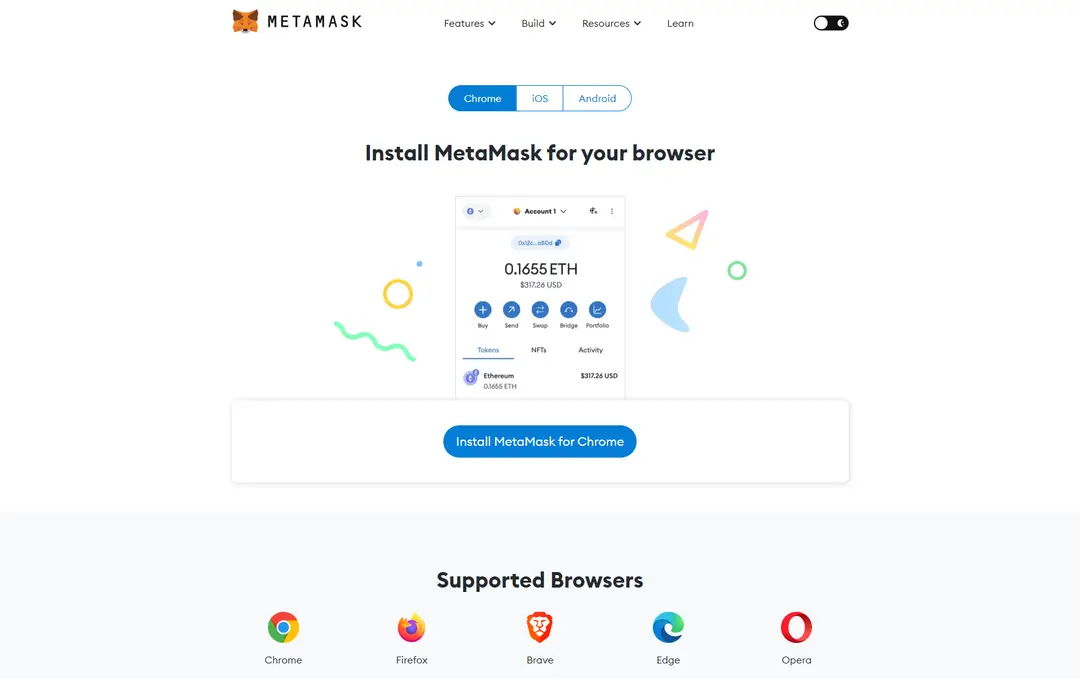 METAMASK Features Build Resources Learn
Chrome iOS Android
Install MetaMask for your browser
Account 1
0x12c...a80d
0.1655 ETH
$317.26 USD
Buy Send Swap Bridge Portfolio
Tokens NFTs Activity
Ethereum $317.26 USD
0.1655 ETH
Install MetaMask for Chrome
Supported Browsers
Chrome Firefox Brave Edge Opera